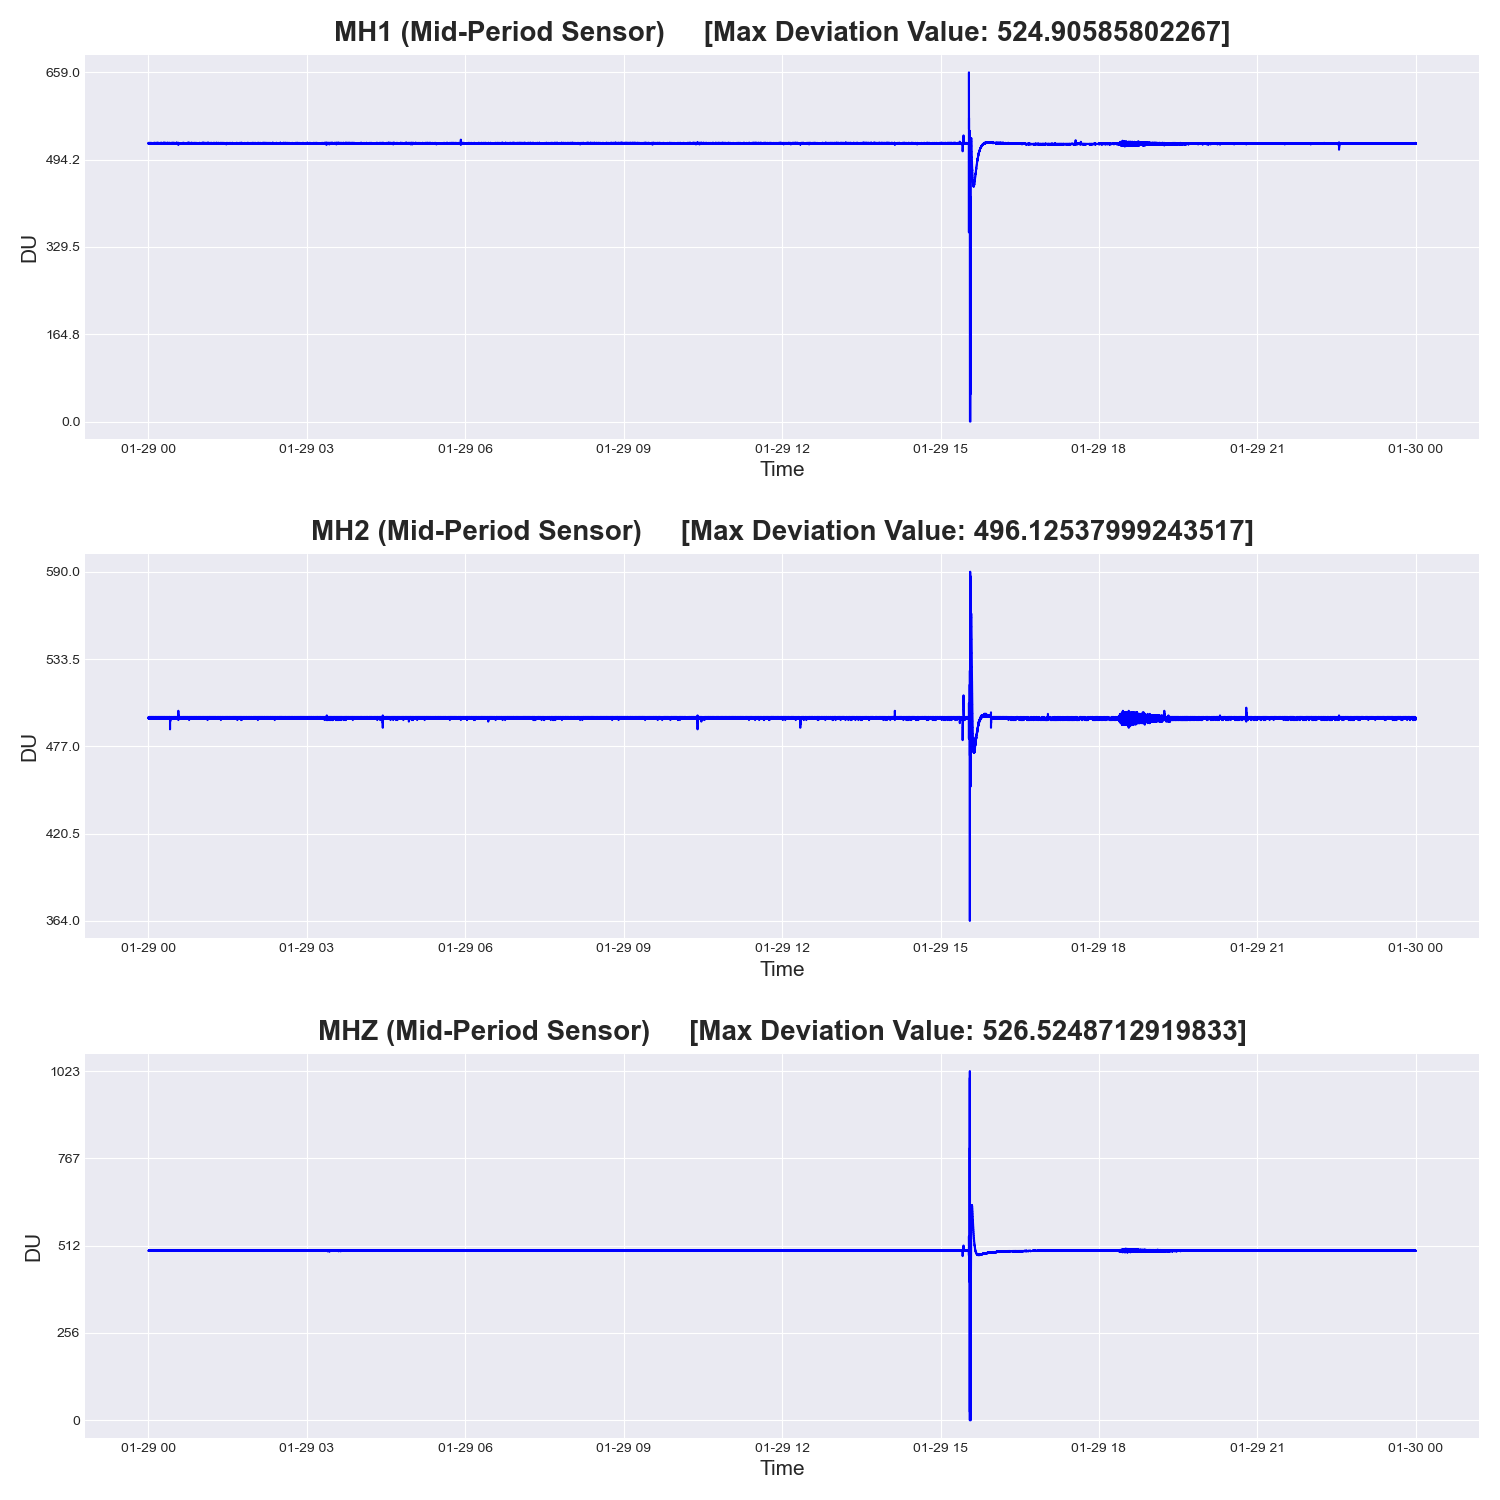 MH1 (Mid-Period Sensor) [Max Deviation Value: 524.90585802267]
659.0
494.2
329.5
164.8
0.0
DU
01-29 00 01-29 03 01-29 06 01-29 09 01-29 12 01-29 15 01-29 18 01-29 21 01-30 00
Time
MH2 (Mid-Period Sensor) [Max Deviation Value: 496.12537999243517]
590.0
533.5
477.0
420.5
364.0
DU
01-29 00 01-29 03 01-29 06 01-29 09 01-29 12 01-29 15 01-29 18 01-29 21 01-30 00
Time
MHZ (Mid-Period Sensor) [Max Deviation Value: 526.5248712919833]
1023
767
512
256
0
DU
01-29 00 01-29 03 01-29 06 01-29 09 01-29 12 01-29 15 01-29 18 01-29 21 01-30 00
Time